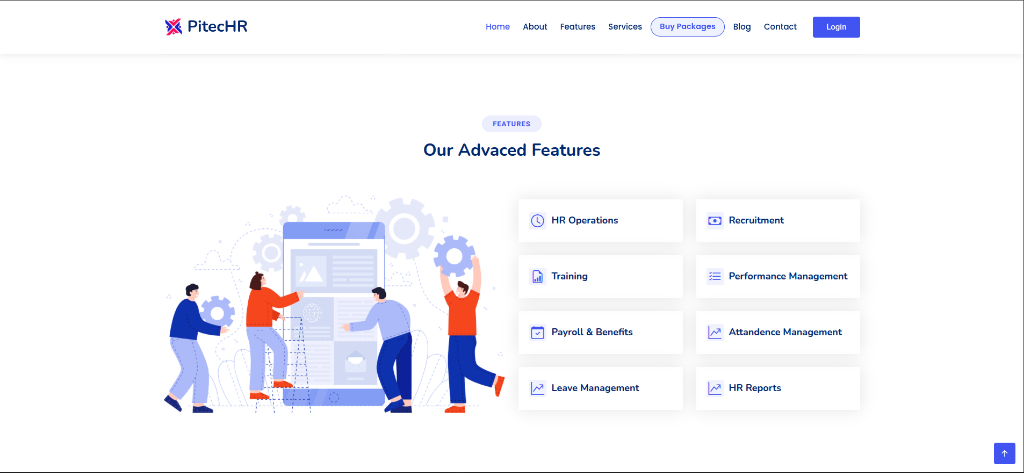 PitecHR
Home About Features Services Buy Packages Blog Contact Login
FEATURES
Our Advaced Features
HR Operations
Recruitment
Training
Performance Management
Payroll & Benefits
Attandence Management
Leave Management
HR Reports